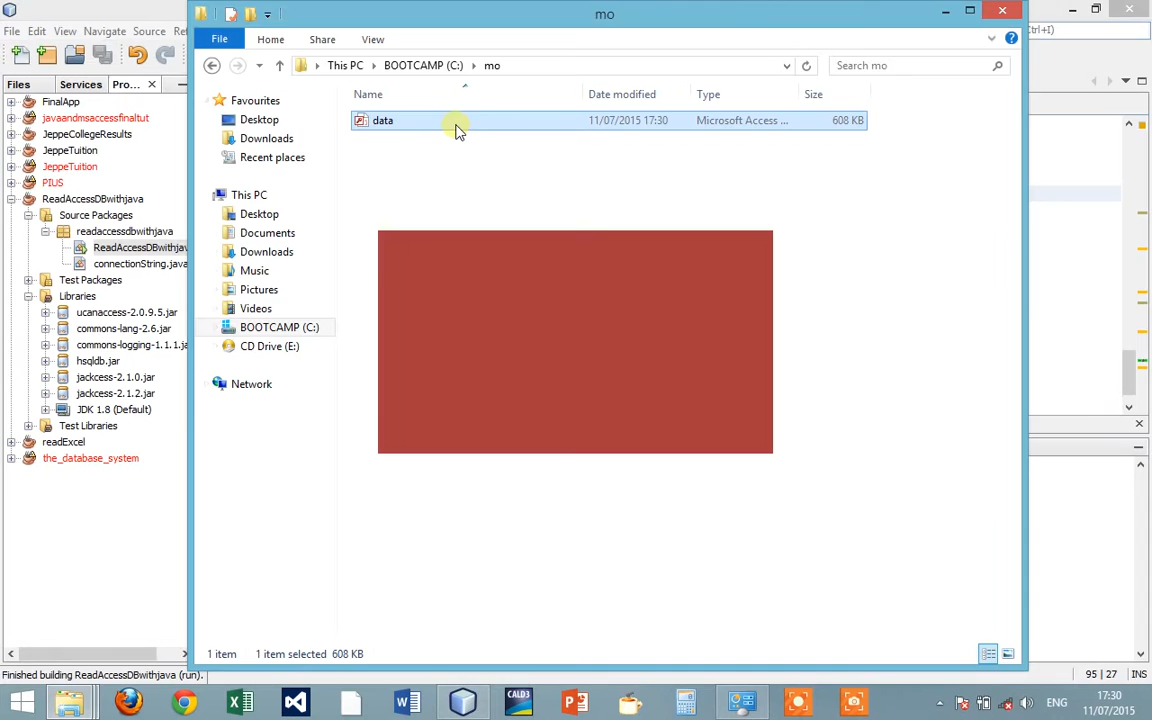 mo
File Edit View Navigate Source Re
File Home Share View
Ctrl+I)
This PC BOOTCAMP (C:) mo
Search mo
Files Services Pro...
FinalApp
javaandmsaccessfinaltut
JeppeCollegeResults
JeppeTuition
JeppeTuition
PIUS
ReadAccessDBwithjava
Source Packages
readaccessdbwithjava
ReadAccessDBwithjav
connectionString.java
Test Packages
Libraries
ucanaccess-2.0.9.5.jar
commons-lang-2.6.jar
commons-logging-1.1.1.ja
hsqldb.jar
jackcess-2.1.0.jar
jackcess-2.1.2.jar
JDK 1.8 (Default)
Test Libraries
readExcel
the_database_system
Favourites
Desktop
Downloads
Recent places
This PC
Desktop
Documents
Downloads
Music
Pictures
Videos
BOOTCAMP (C:)
CD Drive (E:)
Network
Name Date modified Type Size
data 11/07/2015 17:30 Microsoft Access ... 608 KB
1 item 1 item selected 608 KB
Finished building ReadAccessDBwithjava (run).
95 | 27 INS
CALD3
ENG
17:30
11/07/2015